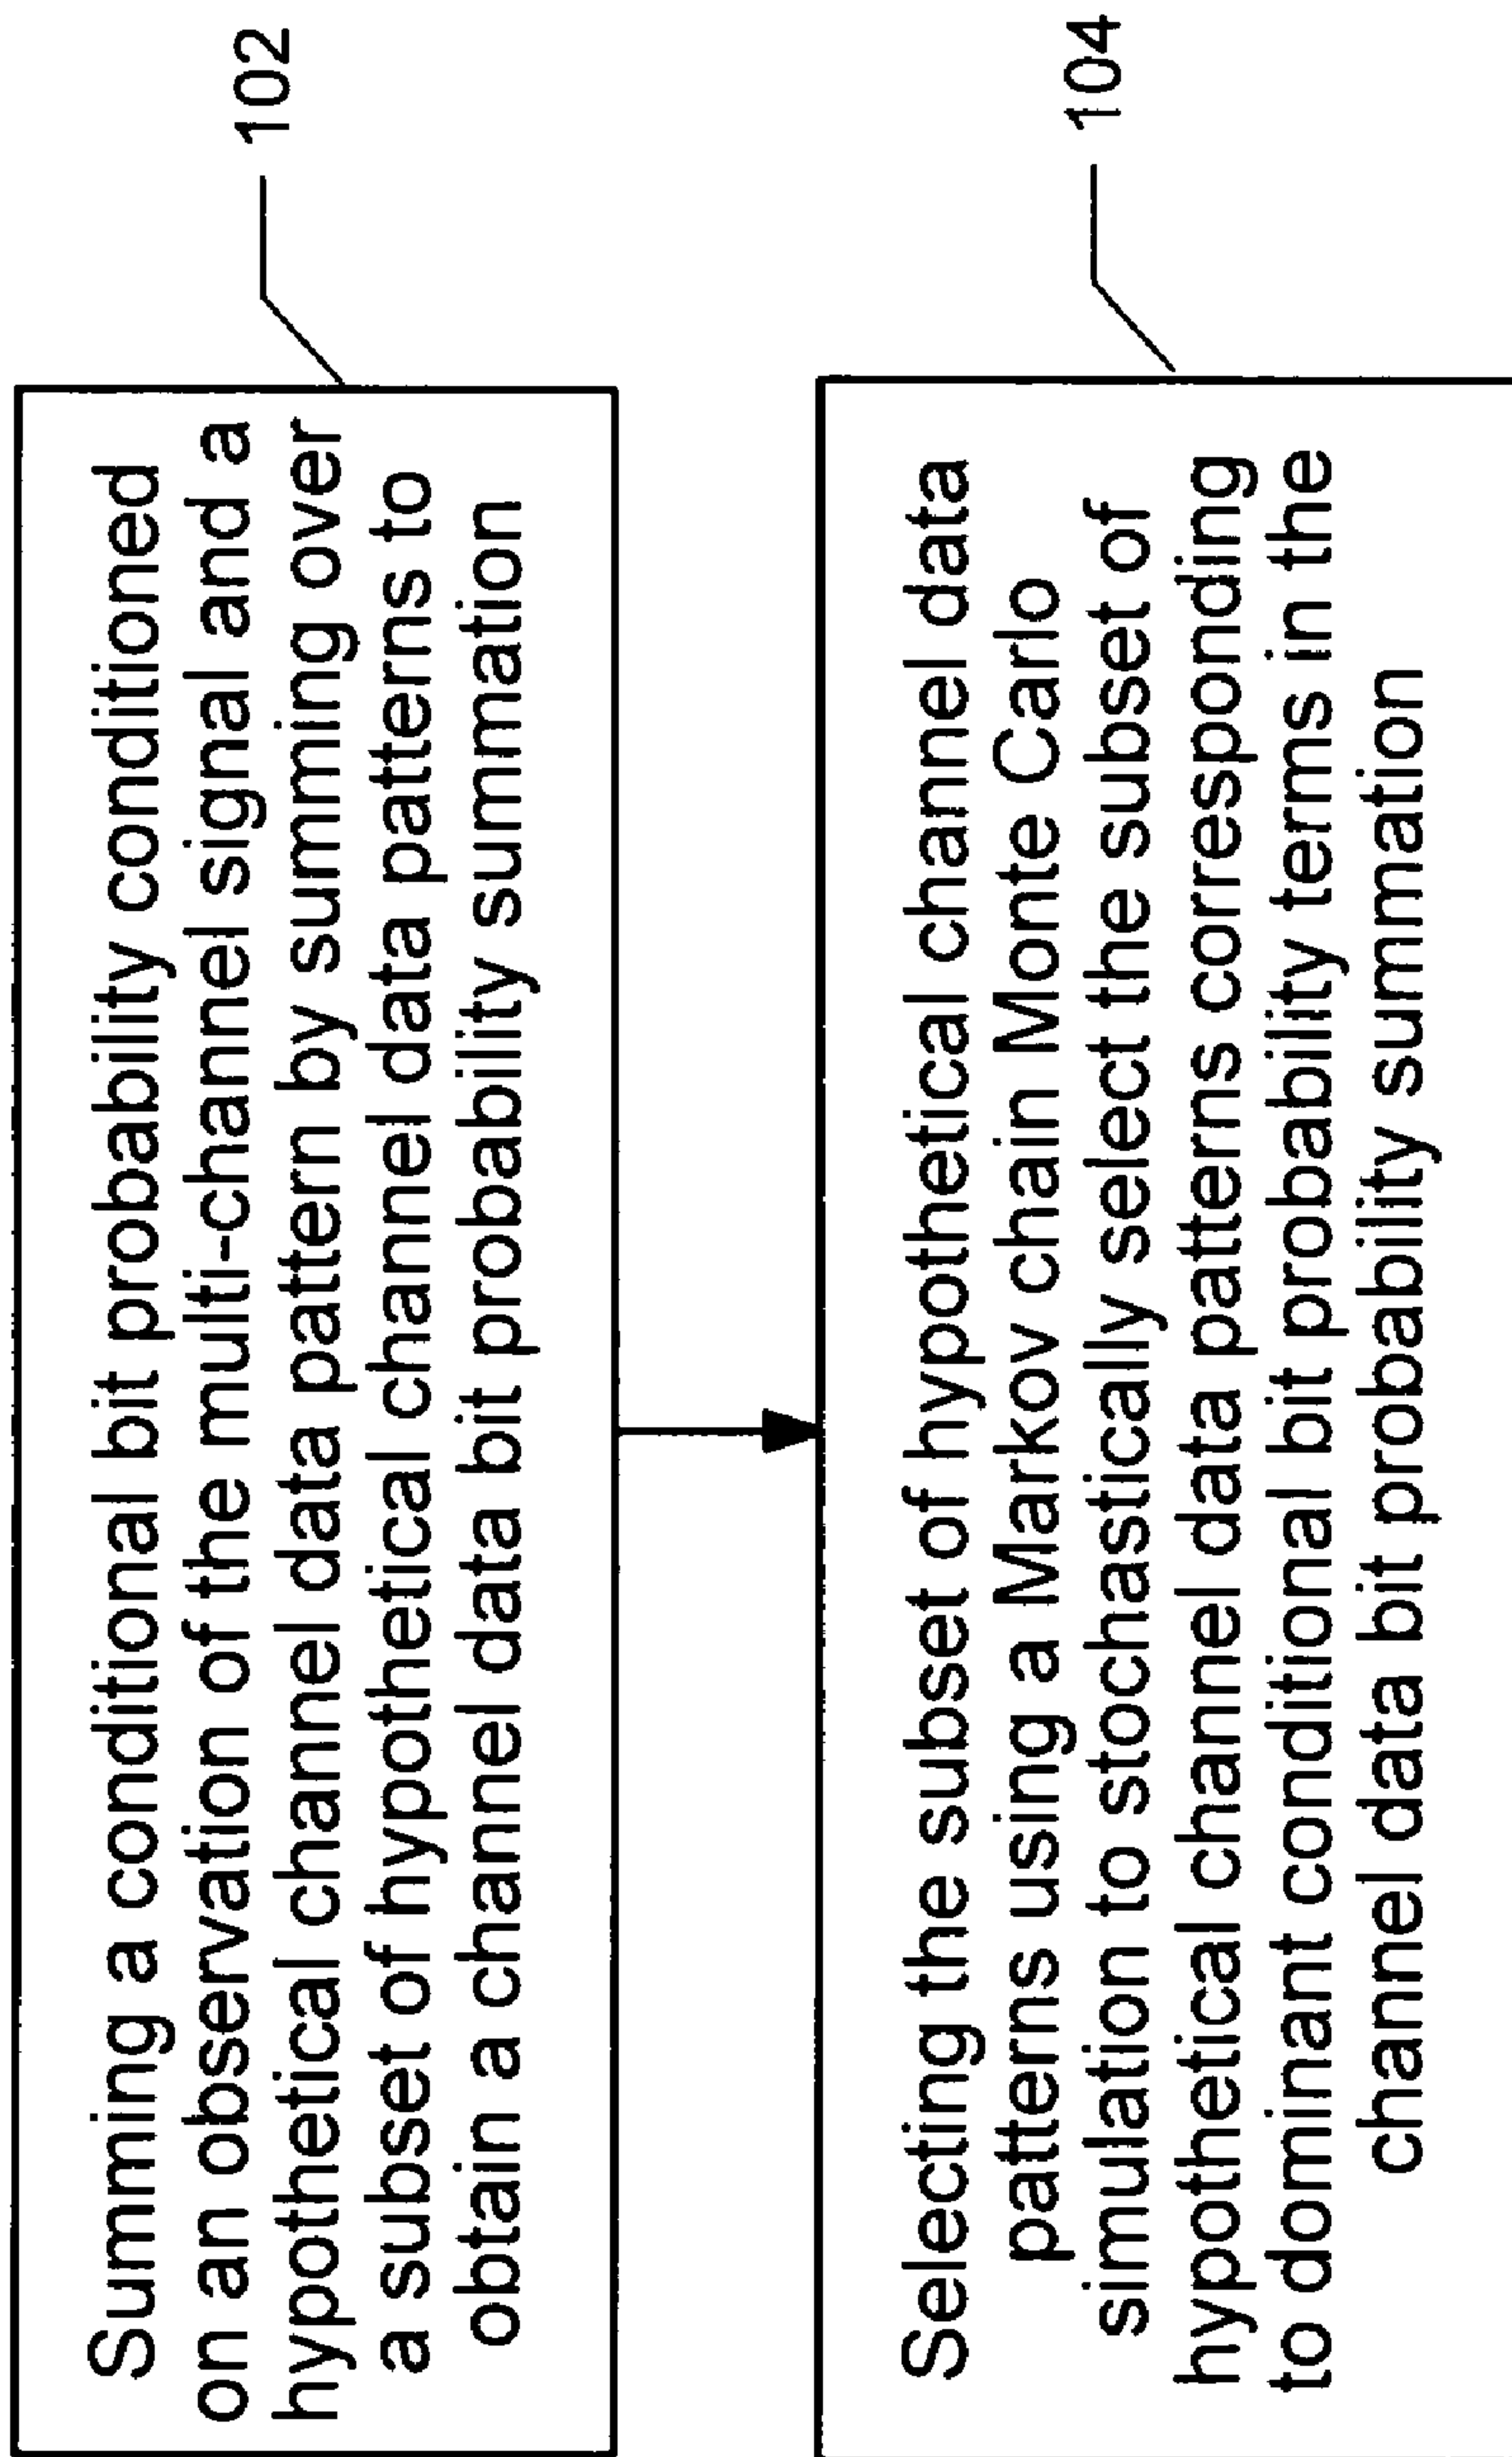 Summing a conditional bit probability conditioned
on an observation of the multi-channel signal and a
hypothetical channel data pattern by summing over
a subset of hypothetical channel data patterns to
obtain a channel data bit probability summation
102
Selecting the subset of hypothetical channel data
patterns using a Markov chain Monte Carlo
simulation to stochastically select the subset of
hypothetical channel data patterns corresponding
to dominant conditional bit probability terms in the
channel data bit probability summation
104